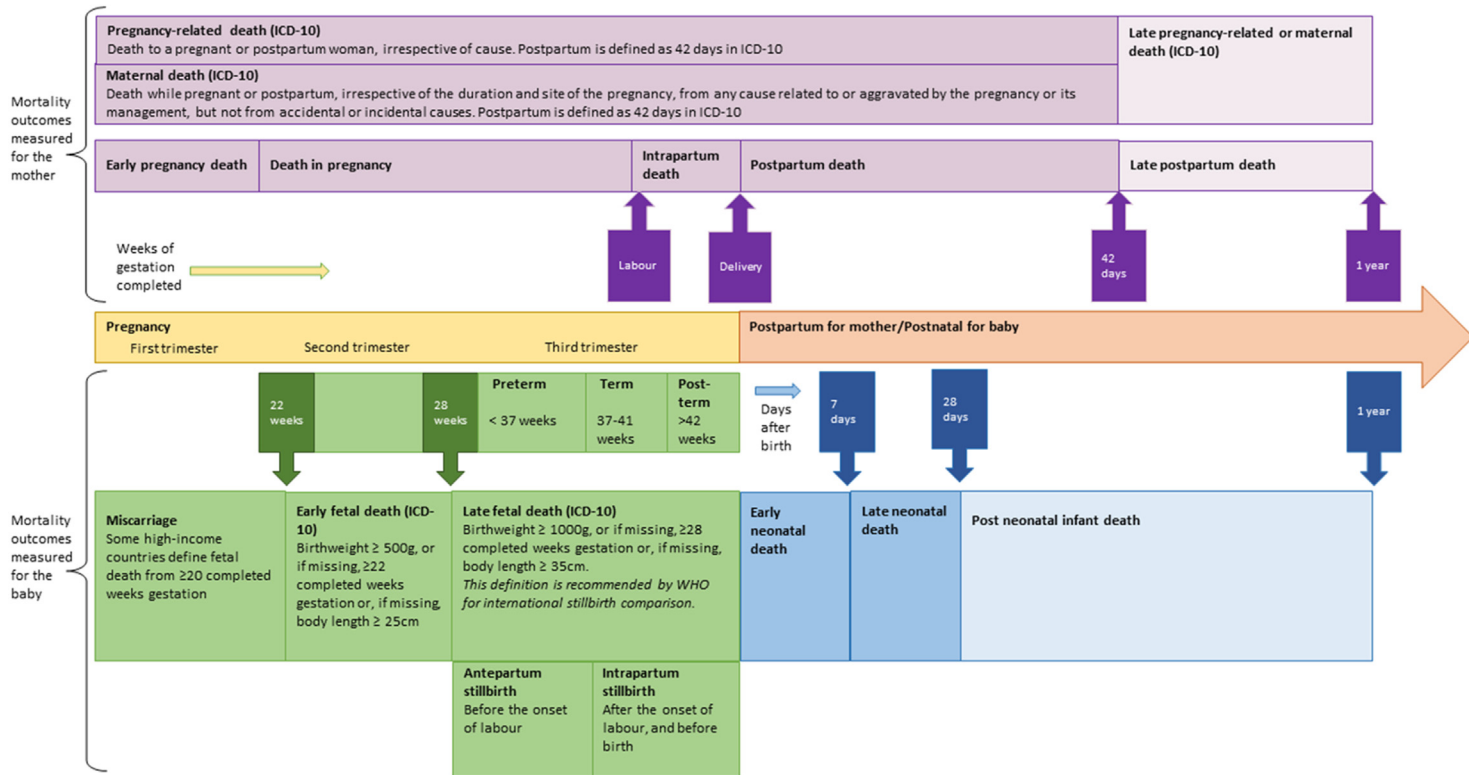 Pregnancy-related death (ICD-10)
Death to a pregnant or postpartum woman, irrespective of cause. Postpartum is defined as 42 days in ICD-10
Late pregnancy-related or maternal
death (ICD-10)
Maternal death (ICD-10)
Death while pregnant or postpartum, irrespective of the duration and site of the pregnancy, from any cause related to or aggravated by the pregnancy or its
management, but not from accidental or incidental causes. Postpartum is defined as 42 days in ICD-10
Mortality
outcomes
measured
for the
mother
Early pregnancy death
Death in pregnancy
Intrapartum
death
Postpartum death
Late postpartum death
Weeks of
gestation
completed
Labour
Delivery
42
days
1 year
Pregnancy
First trimester
Second trimester
Third trimester
Postpartum for mother/Postnatal for baby
22
weeks
28
weeks
Preterm
< 37 weeks
Term
37-41
weeks
Post-
term
>42
weeks
Days
after
birth
7
days
28
days
1 year
Mortality
outcomes
measured
for the
baby
Miscarriage
Some high-income
countries define fetal
death from ≥20 completed
weeks gestation
Early fetal death (ICD-
10)
Birthweight ≥ 500g, or
if missing, ≥22
completed weeks
gestation or, if missing,
body length ≥ 25cm
Late fetal death (ICD-10)
Birthweight ≥ 1000g, or if missing, ≥28
completed weeks gestation or, if missing,
body length ≥ 35cm.
This definition is recommended by WHO
for international stillbirth comparison.
Early
neonatal
death
Late neonatal
death
Post neonatal infant death
Antepartum
stillbirth
Before the onset
of labour
Intrapartum
stillbirth
After the onset of
labour, and before
birth